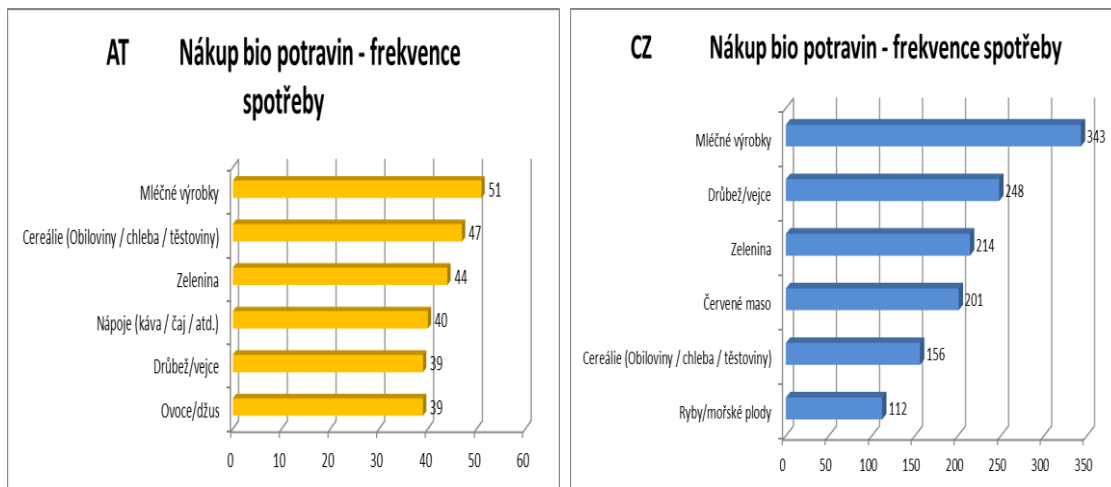 AT Nákup bio potravin - frekvence
spotřeby
Mléčné výrobky 51
Cereálie (Obiloviny / chleba / těstoviny) 47
Zelenina 44
Nápoje (káva / čaj / atd.) 40
Drůbež/vejce 39
Ovoce/džus 39
0 10 20 30 40 50 60
CZ Nákup bio potravin - frekvence spotřeby
Mléčné výrobky 343
Drůbež/vejce 248
Zelenina 214
Červené maso 201
Cereálie (Obiloviny / chleba / těstoviny) 156
Ryby/mořské plody 112
0 50 100 150 200 250 300 350